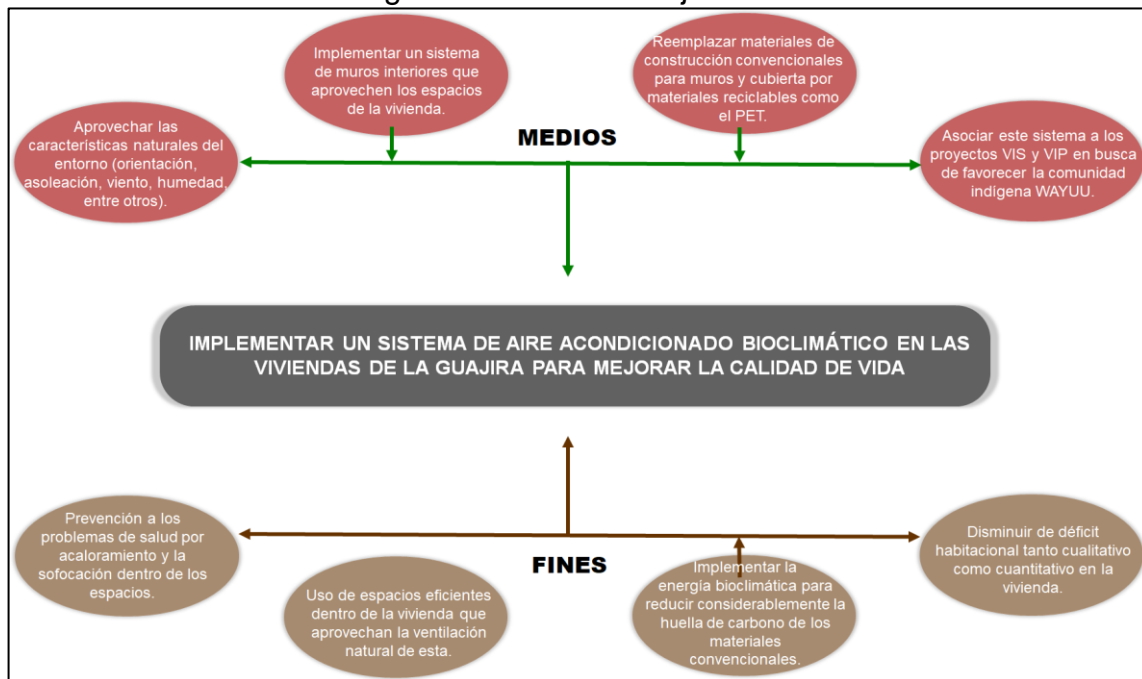 Implementar un sistema
de muros interiores que
aprovechen los espacios
de la vivienda.
Reemplazar materiales de
construcción convencionales
para muros y cubierta por
materiales reciclables como
el PET.
Aprovechar las
características naturales del
entorno (orientación,
asoleación, viento, humedad,
entre otros).
MEDIOS
Asociar este sistema a los
proyectos VIS y VIP en busca
de favorecer la comunidad
indígena WAYUU.
IMPLEMENTAR UN SISTEMA DE AIRE ACONDICIONADO BIOCLIMÁTICO EN LAS
VIVIENDAS DE LA GUAJIRA PARA MEJORAR LA CALIDAD DE VIDA
Prevención a los
problemas de salud por
acaloramiento y la
sofocación dentro de los
espacios.
FINES
Uso de espacios eficientes
dentro de la vivienda que
aprovechan la ventilación
natural de esta.
Implementar la
energía bioclimática para
reducir considerablemente la
huella de carbono de los
materiales
convencionales.
Disminuir de déficit
habitacional tanto cualitativo
como cuantitativo en la
vivienda.